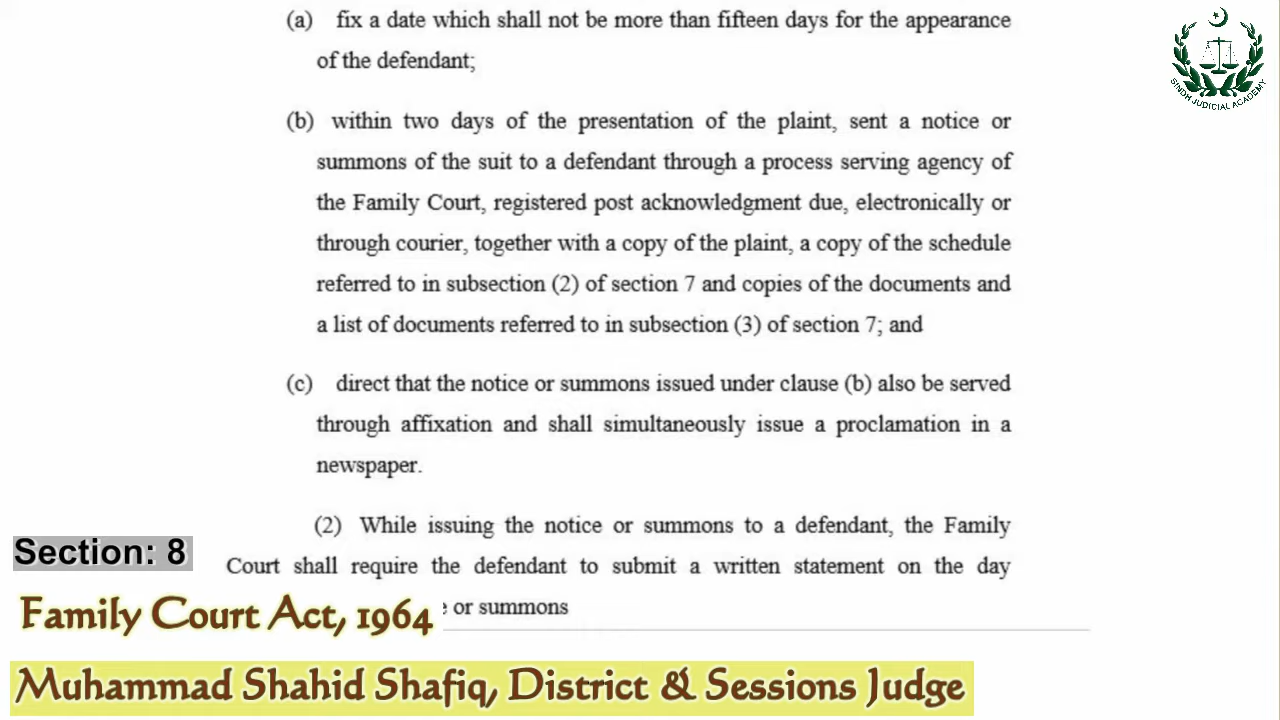 (a) fix a date which shall not be more than fifteen days for the appearance
of the defendant;
(b) within two days of the presentation of the plaint, sent a notice or
summons of the suit to a defendant through a process serving agency of
the Family Court, registered post acknowledgment due, electronically or
through courier, together with a copy of the plaint, a copy of the schedule
referred to in subsection (2) of section 7 and copies of the documents and
a list of documents referred to in subsection (3) of section 7; and
(c) direct that the notice or summons issued under clause (b) also be served
through affixation and shall simultaneously issue a proclamation in a
newspaper.
(2) While issuing the notice or summons to a defendant, the Family
Court shall require the defendant to submit a written statement on the day
or summons
Section: 8
Family Court Act, 1964
Muhammad Shahid Shafiq, District & Sessions Judge
SINDH JUDICIAL ACADEMY